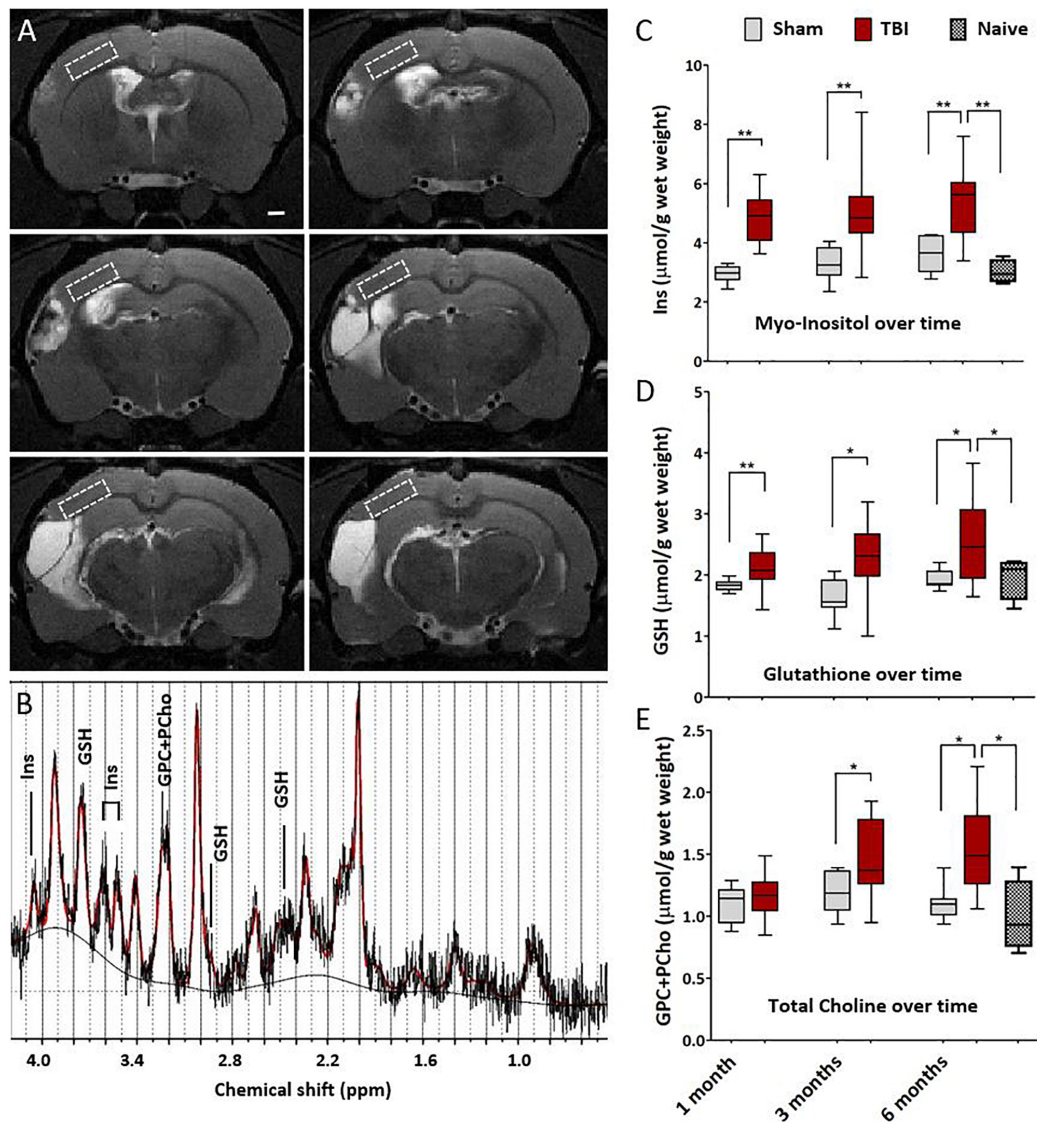 A
B
Ins
GSH
Ins
GPC+PCho
GSH
GSH
4.0 3.4 2.8 2.2 1.6 1.0
Chemical shift (ppm)
C
Sham TBI Naive
Ins (μmol/g wet weight)
10
8
6
4
2
0
** ** ** **
Myo-Inositol over time
D
GSH (μmol/g wet weight)
5
4
3
2
1
0
** * * *
Glutathione over time
E
GPC+PCho (μmol/g wet weight)
2.5
2.0
1.5
1.0
0.5
0.0
* * *
Total Choline over time
1 month 3 months 6 months